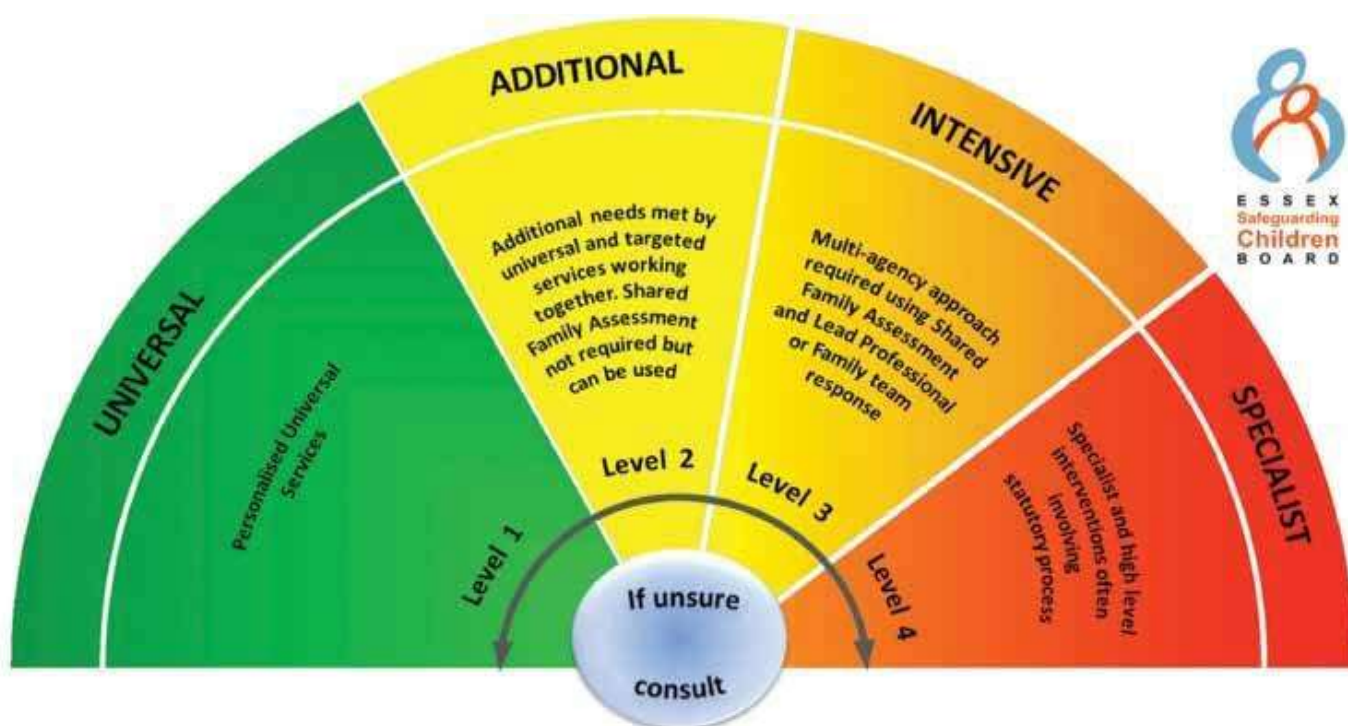 UNIVERSAL
Personalised Universal
Services
Level 1
ADDITIONAL
Additional needs met by
universal and targeted
services working
together. Shared
Family Assessment
not required but
can be used
Level 2
INTENSIVE
Multi-agency approach
required using Shared
Family Assessment
and Lead Professional
or Family team
response
Level 3
SPECIALIST
Specialist and high level
interventions often
involving
statutory process
Level 4
If unsure
consult
ESSEX
Safeguarding
Children
BOARD